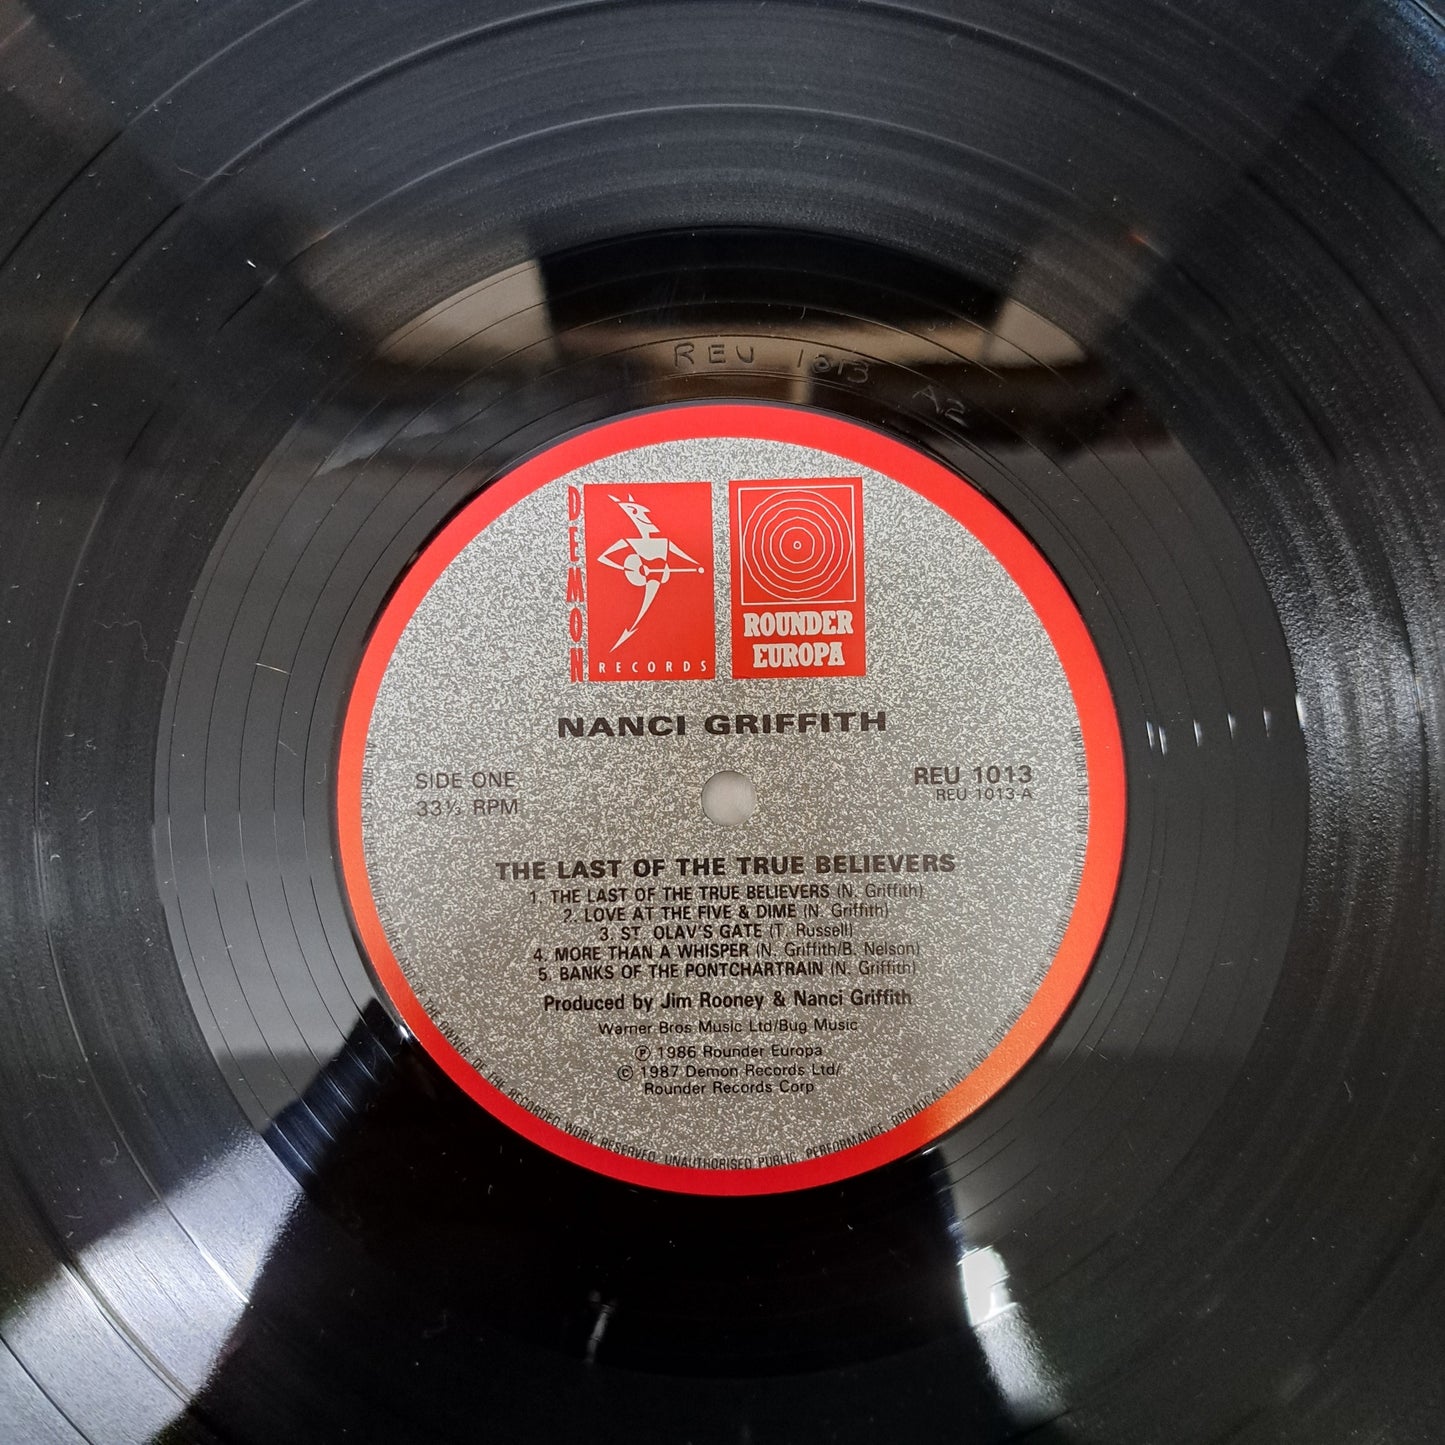 REU 1013 A2
DEMON
RECORDS
ROUNDER
EUROPA
NANCI GRIFFITH
SIDE ONE
33⅓ RPM
REU 1013
REU 1013-A
THE LAST OF THE TRUE BELIEVERS
1. THE LAST OF THE TRUE BELIEVERS (N. Griffith)
2. LOVE AT THE FIVE & DIME (N. Griffith)
3. ST. OLAV'S GATE (T. Russell)
4. MORE THAN A WHISPER (N. Griffith/B. Nelson)
5. BANKS OF THE PONTCHARTRAIN (N. Griffith)
Produced by Jim Rooney & Nanci Griffith
Warner Bros Music Ltd/Bug Music
Ⓟ 1986 Rounder Europa
© 1987 Demon Records Ltd/
Rounder Records Corp
THE OWNER OF THE RECORDED WORK RESERVED. UNAUTHORISED PUBLIC PERFORMANCE, BROADCASTING AND